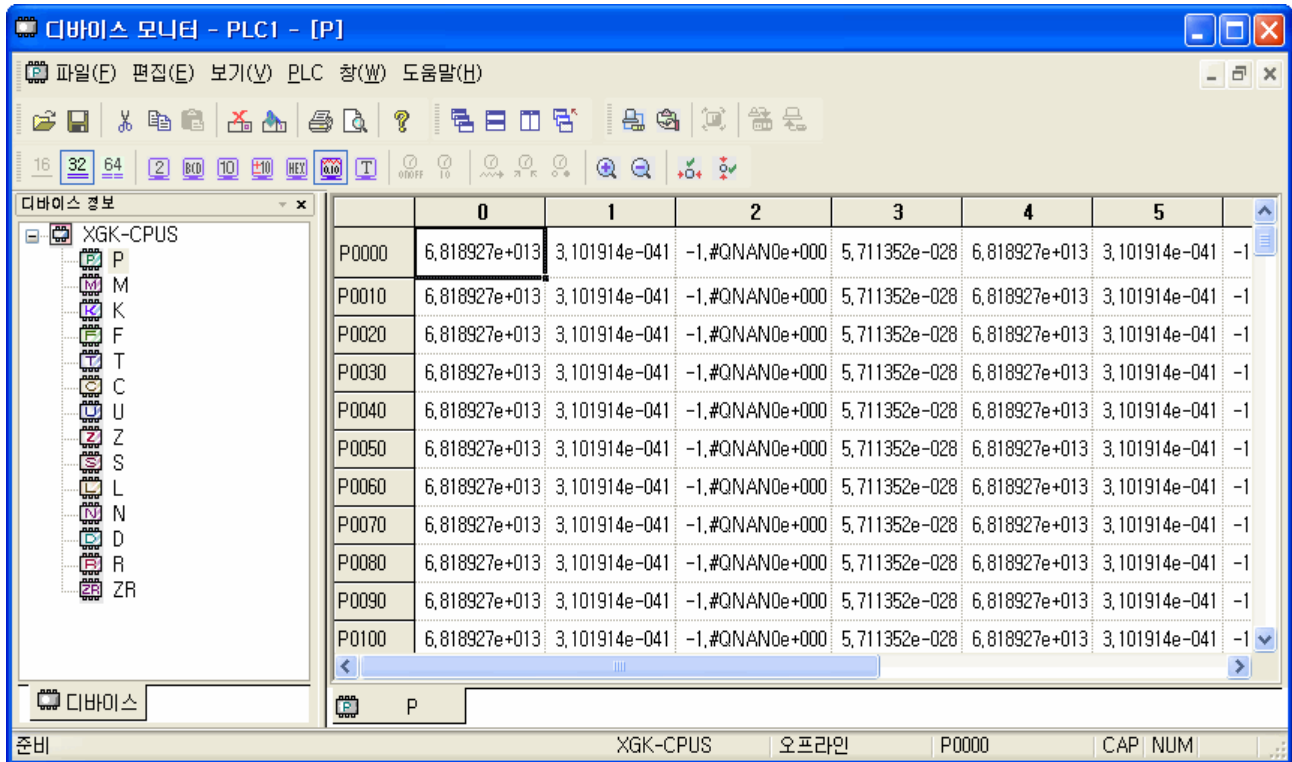 디바이스 모니터 - PLC1 - [P]
파일(F) 편집(E) 보기(V) PLC 창(W) 도움말(H)
16 32 64 2 BCD 10 ±10 HEX 0.10 T
디바이스 정보
XGK-CPUS
P
M
K
F
T
C
U
Z
S
L
N
D
R
ZR
디바이스
0 1 2 3 4 5
P0000 6,818927e+013 3,101914e-041 -1,#QNAN0e+000 5,711352e-028 6,818927e+013 3,101914e-041 -1
P0010 6,818927e+013 3,101914e-041 -1,#QNAN0e+000 5,711352e-028 6,818927e+013 3,101914e-041 -1
P0020 6,818927e+013 3,101914e-041 -1,#QNAN0e+000 5,711352e-028 6,818927e+013 3,101914e-041 -1
P0030 6,818927e+013 3,101914e-041 -1,#QNAN0e+000 5,711352e-028 6,818927e+013 3,101914e-041 -1
P0040 6,818927e+013 3,101914e-041 -1,#QNAN0e+000 5,711352e-028 6,818927e+013 3,101914e-041 -1
P0050 6,818927e+013 3,101914e-041 -1,#QNAN0e+000 5,711352e-028 6,818927e+013 3,101914e-041 -1
P0060 6,818927e+013 3,101914e-041 -1,#QNAN0e+000 5,711352e-028 6,818927e+013 3,101914e-041 -1
P0070 6,818927e+013 3,101914e-041 -1,#QNAN0e+000 5,711352e-028 6,818927e+013 3,101914e-041 -1
P0080 6,818927e+013 3,101914e-041 -1,#QNAN0e+000 5,711352e-028 6,818927e+013 3,101914e-041 -1
P0090 6,818927e+013 3,101914e-041 -1,#QNAN0e+000 5,711352e-028 6,818927e+013 3,101914e-041 -1
P0100 6,818927e+013 3,101914e-041 -1,#QNAN0e+000 5,711352e-028 6,818927e+013 3,101914e-041 -1
P
준비 XGK-CPUS 오프라인 P0000 CAP NUM